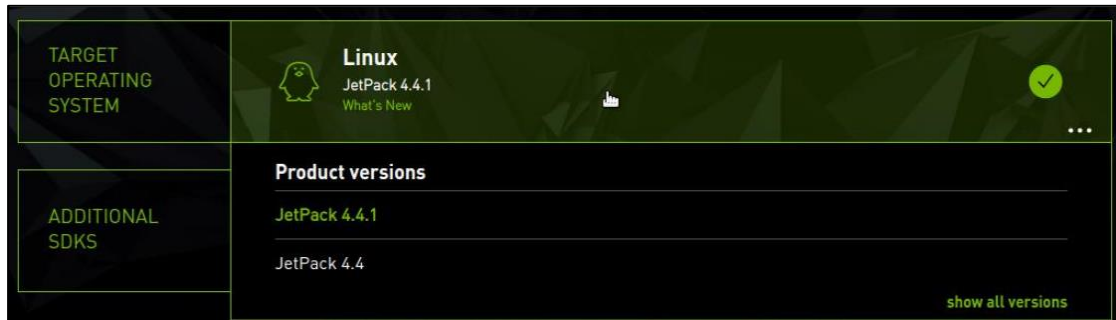 TARGET
OPERATING
SYSTEM
Linux
JetPack 4.4.1
What's New
...
Product versions
JetPack 4.4.1
JetPack 4.4
show all versions
ADDITIONAL
SDKS